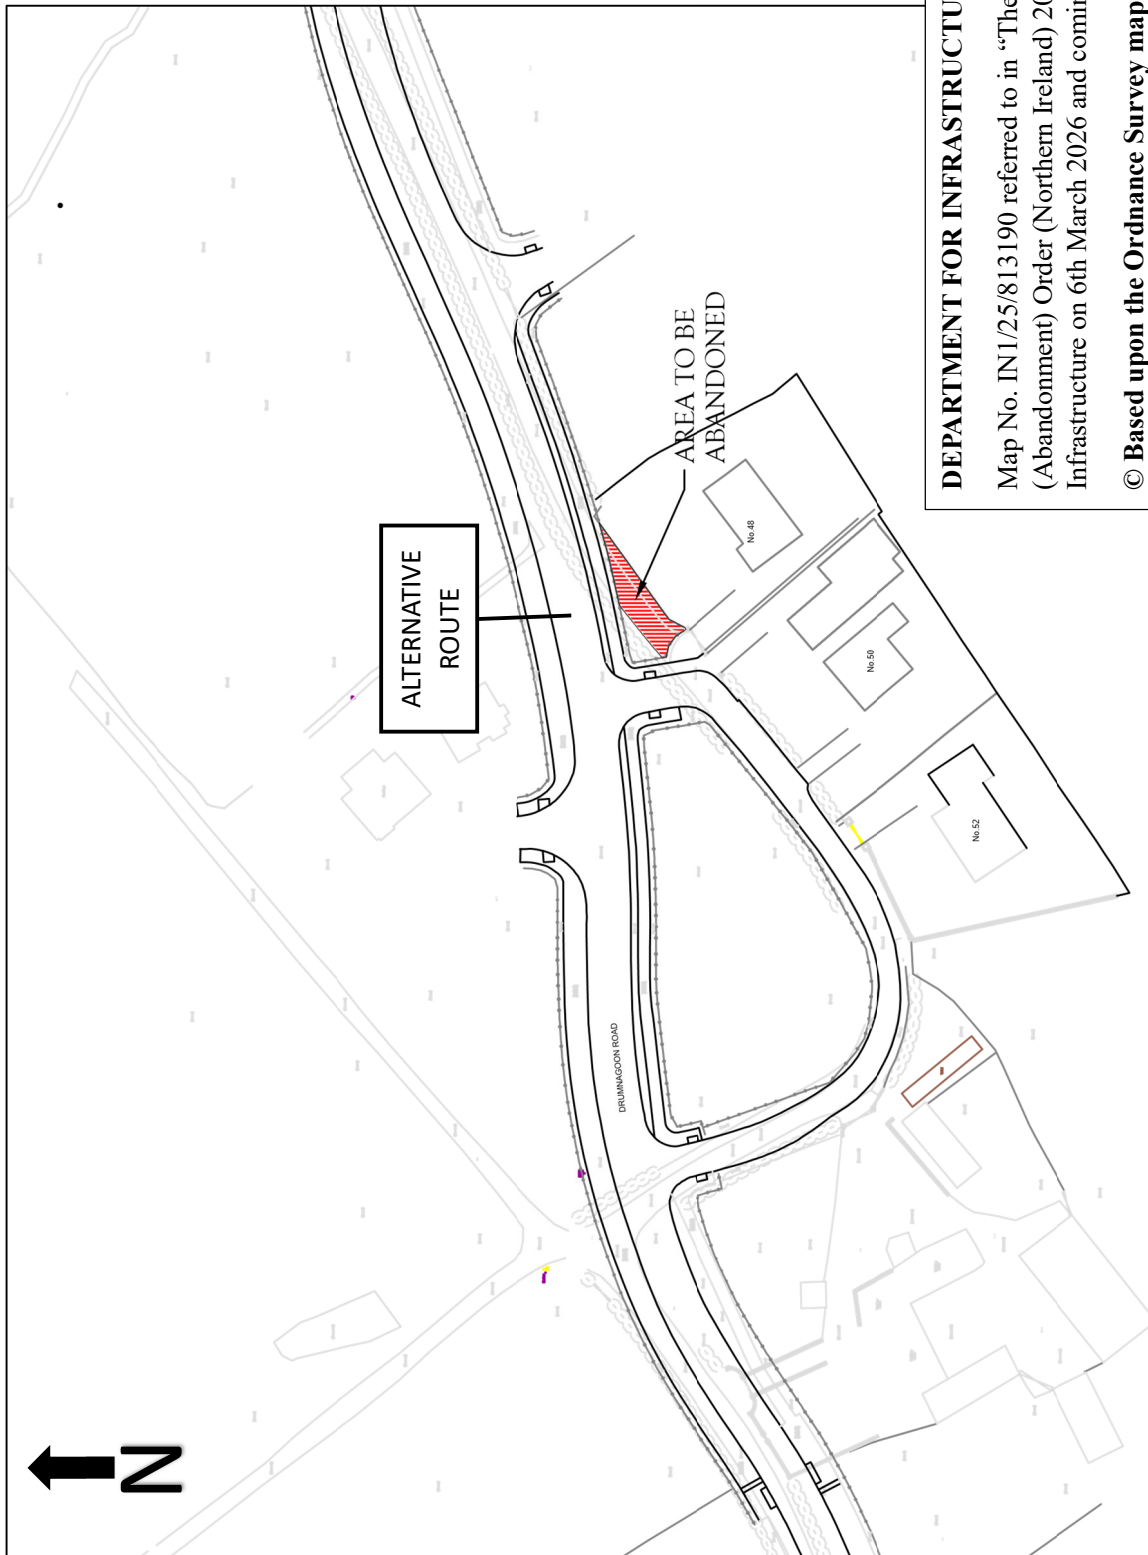 N
ALTERNATIVE
ROUTE
AREA TO BE
ABANDONED
DRUMNAGOON ROAD
No.48
No.50
No.52
DEPARTMENT FOR INFRASTRUCTU
Map No. IN1/25/813190 referred to in “The
(Abandonment) Order (Northern Ireland) 20
Infrastructure on 6th March 2026 and comin
© Based upon the Ordnance Survey map